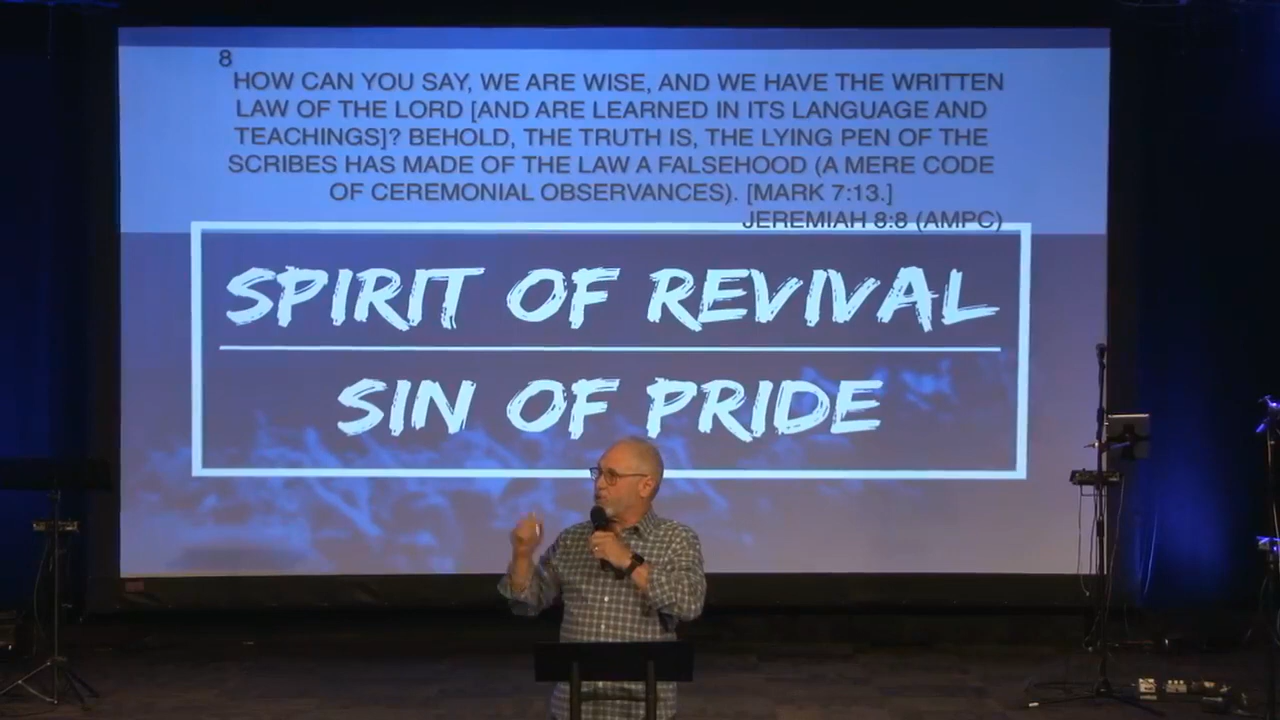 8
HOW CAN YOU SAY, WE ARE WISE, AND WE HAVE THE WRITTEN
LAW OF THE LORD [AND ARE LEARNED IN ITS LANGUAGE AND
TEACHINGS]? BEHOLD, THE TRUTH IS, THE LYING PEN OF THE
SCRIBES HAS MADE OF THE LAW A FALSEHOOD (A MERE CODE
OF CEREMONIAL OBSERVANCES). [MARK 7:13.]
JEREMIAH 8:8 (AMPC)
SPIRIT OF REVIVAL
SIN OF PRIDE